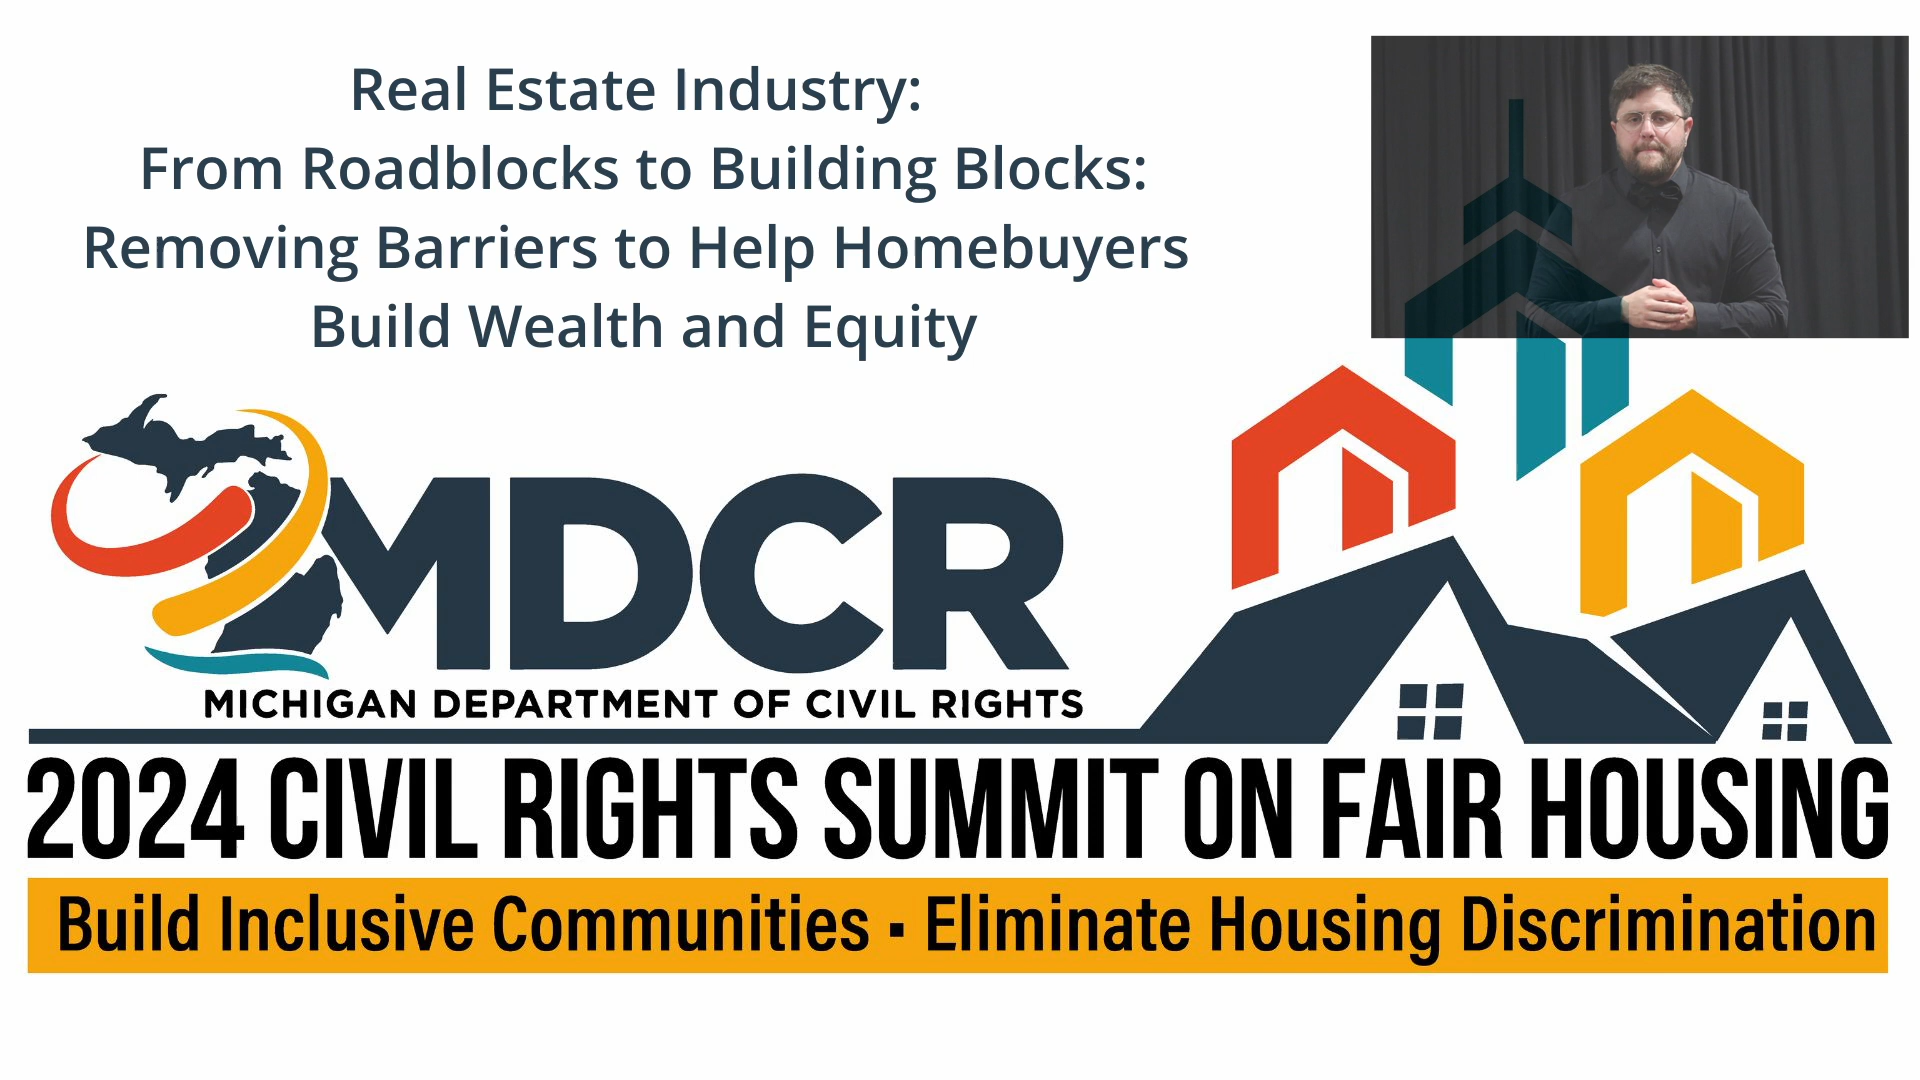 Real Estate Industry:
From Roadblocks to Building Blocks:
Removing Barriers to Help Homebuyers
Build Wealth and Equity
MDCR
MICHIGAN DEPARTMENT OF CIVIL RIGHTS
2024 CIVIL RIGHTS SUMMIT ON FAIR HOUSING
Build Inclusive Communities - Eliminate Housing Discrimination